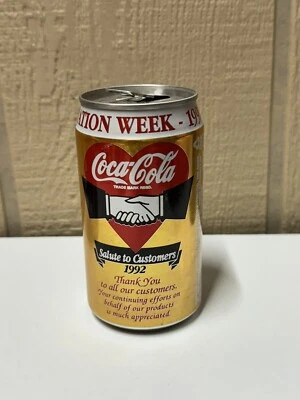 ATION WEEK - 19
Coca-Cola
TRADE MARK REGD.
Salute to Customers
1992
Thank You
to all our customers.
Your continuing efforts on
behalf of our products
is much appreciated.